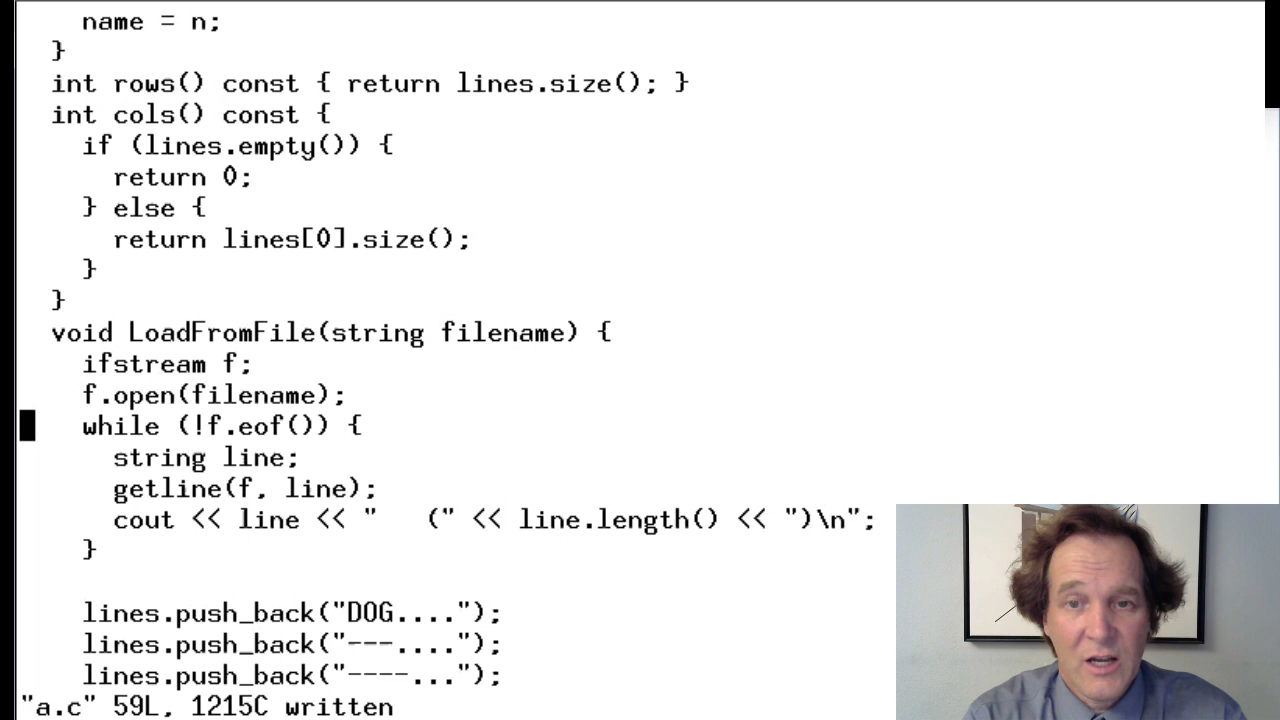 name = n;
}
int rows() const { return lines.size(); }
int cols() const {
if (lines.empty()) {
return 0;
} else {
return lines[0].size();
}
}
void LoadFromFile(string filename) {
ifstream f;
f.open(filename);
while (!f.eof()) {
string line;
getline(f, line);
cout << line << "   (" << line.length() << ")\n";
}
lines.push_back("DOG....");
lines.push_back("---....");
lines.push_back("----...");
"a.c" 59L, 1215C written